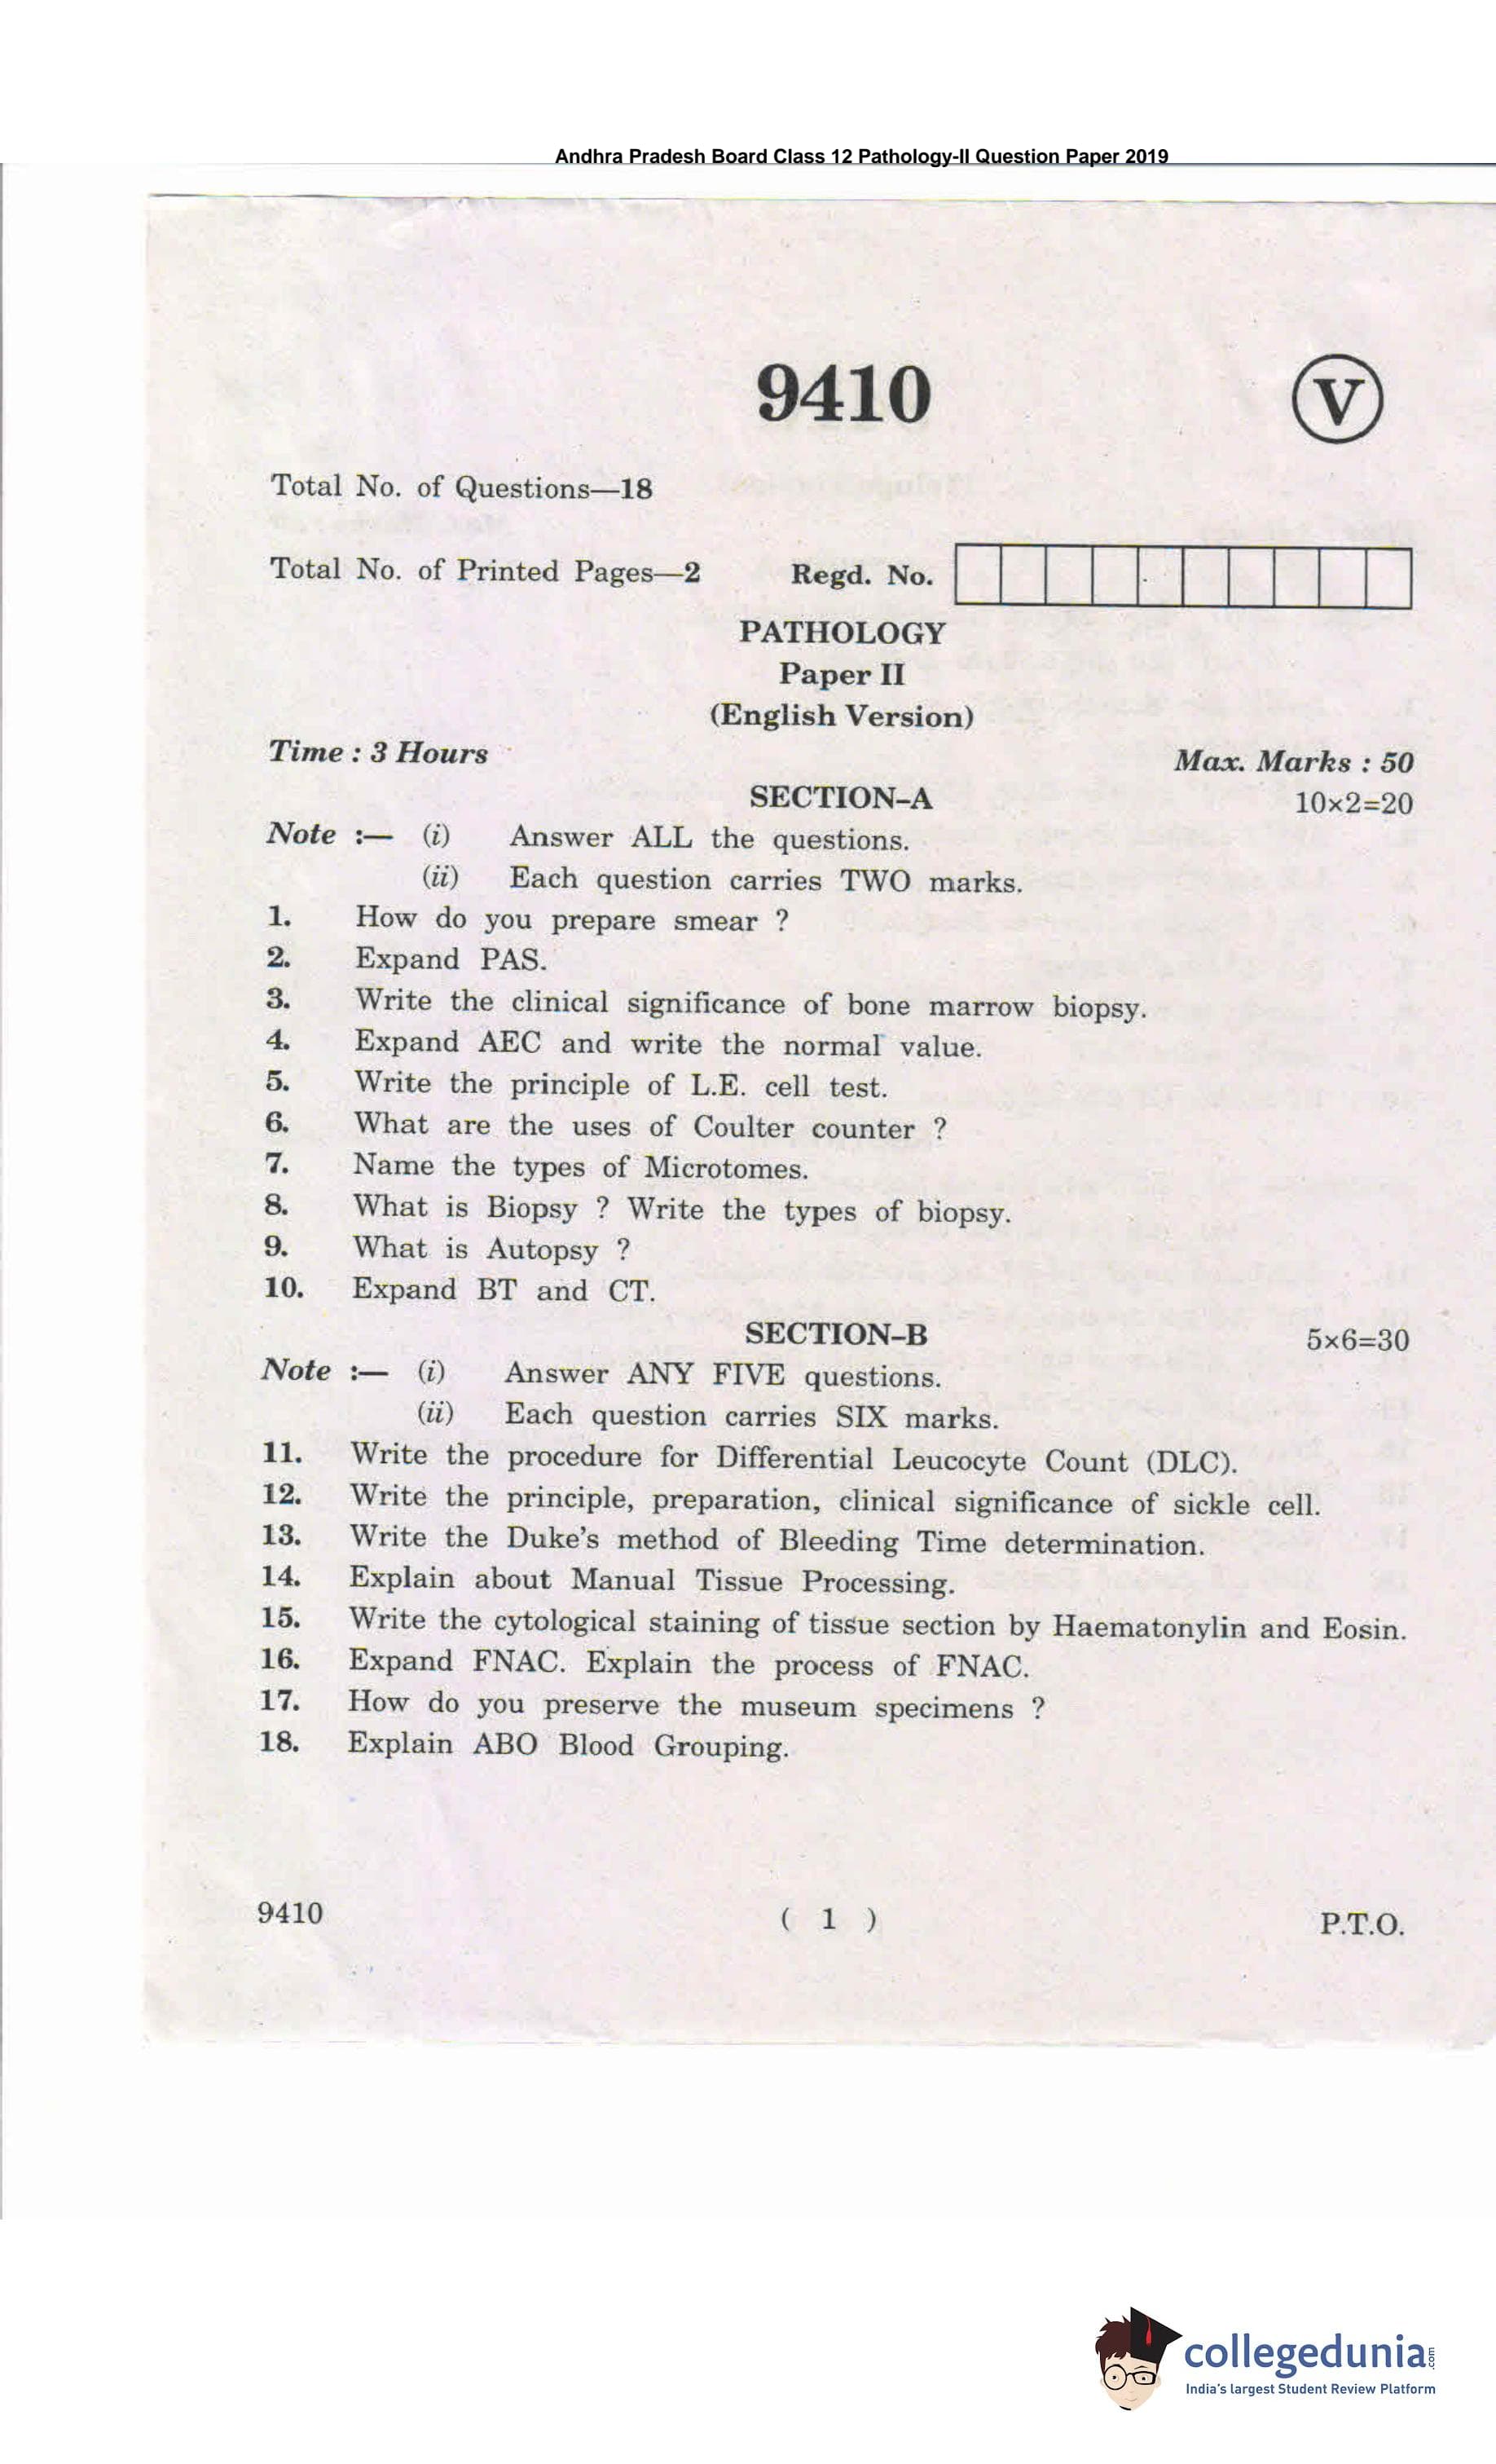 Andhra Pradesh Board Class 12 Pathology-II Question Paper 2019
9410
V
Total No. of Questions—18
Total No. of Printed Pages—2 Regd. No.
PATHOLOGY
Paper II
(English Version)
Time : 3 Hours
Max. Marks : 50
SECTION–A
10×2=20
Note :— (i) Answer ALL the questions.
(ii) Each question carries TWO marks.
1. How do you prepare smear ?
2. Expand PAS.
3. Write the clinical significance of bone marrow biopsy.
4. Expand AEC and write the normal value.
5. Write the principle of L.E. cell test.
6. What are the uses of Coulter counter ?
7. Name the types of Microtomes.
8. What is Biopsy ? Write the types of biopsy.
9. What is Autopsy ?
10. Expand BT and CT.
SECTION–B
5×6=30
Note :— (i) Answer ANY FIVE questions.
(ii) Each question carries SIX marks.
11. Write the procedure for Differential Leucocyte Count (DLC).
12. Write the principle, preparation, clinical significance of sickle cell.
13. Write the Duke's method of Bleeding Time determination.
14. Explain about Manual Tissue Processing.
15. Write the cytological staining of tissue section by Haematonylin and Eosin.
16. Expand FNAC. Explain the process of FNAC.
17. How do you preserve the museum specimens ?
18. Explain ABO Blood Grouping.
9410 ( 1 ) P.T.O.
collegedunia.com
India's largest Student Review Platform